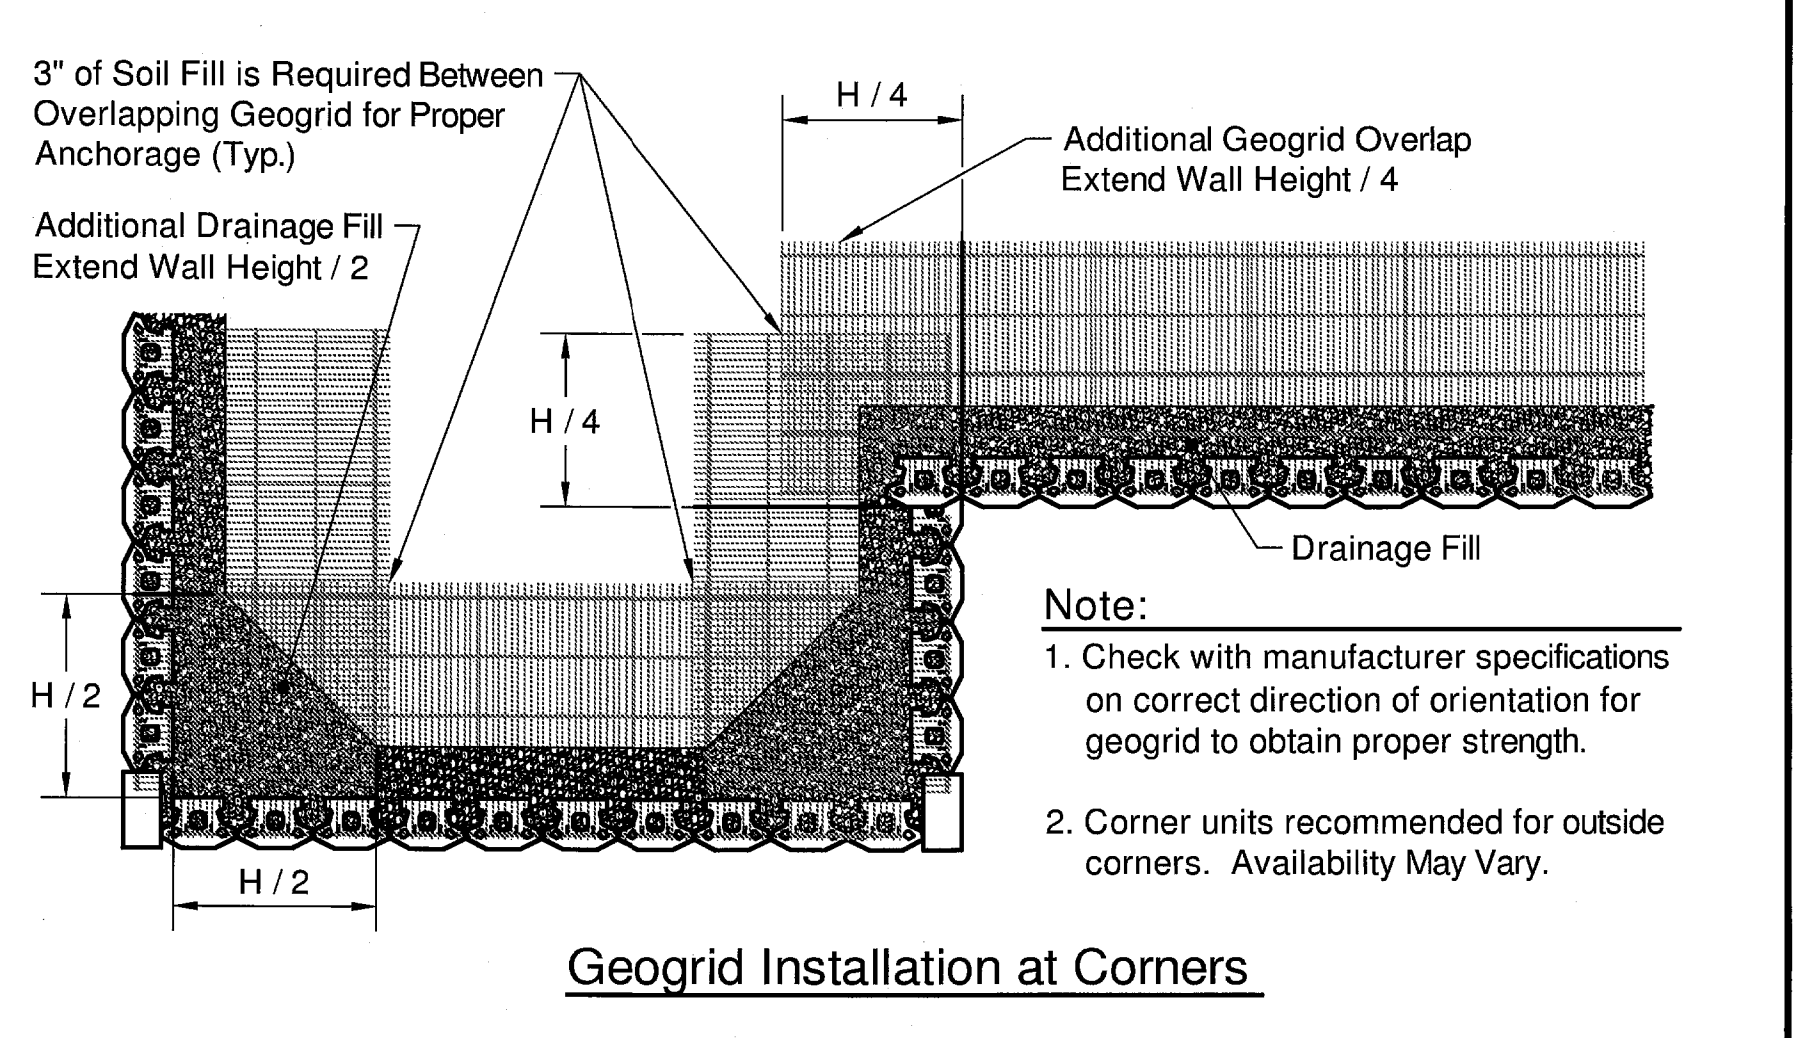 3" of Soil Fill is Required Between
Overlapping Geogrid for Proper
Anchorage (Typ.)
H / 4
Additional Geogrid Overlap
Extend Wall Height / 4
Additional Drainage Fill
Extend Wall Height / 2
H / 4
Drainage Fill
Note:
1. Check with manufacturer specifications
on correct direction of orientation for
geogrid to obtain proper strength.
H / 2
2. Corner units recommended for outside
corners. Availability May Vary.
H / 2
Geogrid Installation at Corners